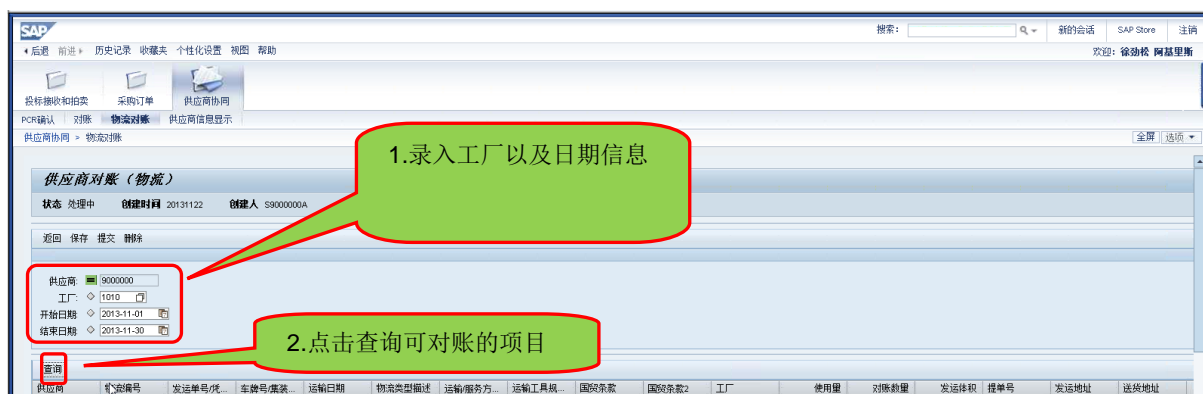 SAP
搜索:
新的会话 SAP Store 注销
后退 前进 历史记录 收藏夹 个性化设置 视图 帮助
欢迎: 徐劲松 阿基里斯
投标接收和拍卖 采购订单 供应商协同
PCR确认 对账 物流对账 供应商信息显示
供应商协同 > 物流对账
全屏 选项
1.录入工厂以及日期信息
供应商对账（物流）
状态 处理中 创建时间 20131122 创建人 S9000000A
返回 保存 提交 删除
供应商: 9000000
工厂: 1010
开始日期: 2013-11-01
结束日期: 2013-11-30
2.点击查询可对账的项目
查询
供应商 物流编号 发运单号/凭... 车牌号/集装... 运输日期 物流类型描述 运输/服务方... 运输工具规... 国贸条款 国贸条款2 工厂 使用量 对账数量 发运体积 提单号 发运地址 送货地址